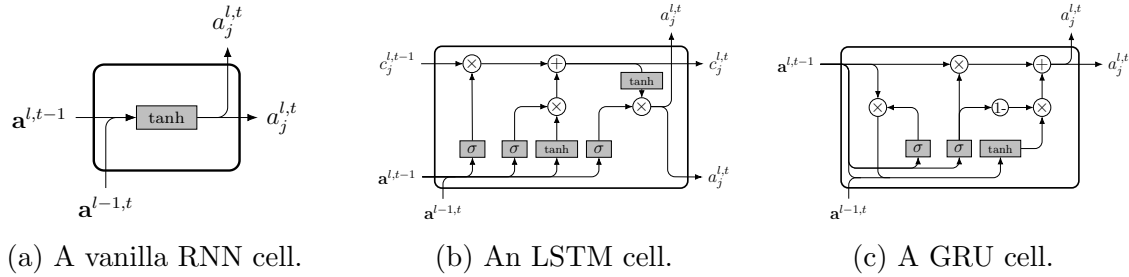 a_j^{l,t}
a^{l,t-1}
tanh
a_j^{l,t}
a^{l-1,t}
(a) A vanilla RNN cell.
a_j^{l,t}
c_j^{l,t-1}
×
+
c_j^{l,t}
tanh
×
×
σ
σ
tanh
σ
a^{l,t-1}
a_j^{l,t}
a^{l-1,t}
(b) An LSTM cell.
a_j^{l,t}
a^{l,t-1}
×
+
a_j^{l,t}
×
1-
×
σ
σ
tanh
a^{l-1,t}
(c) A GRU cell.